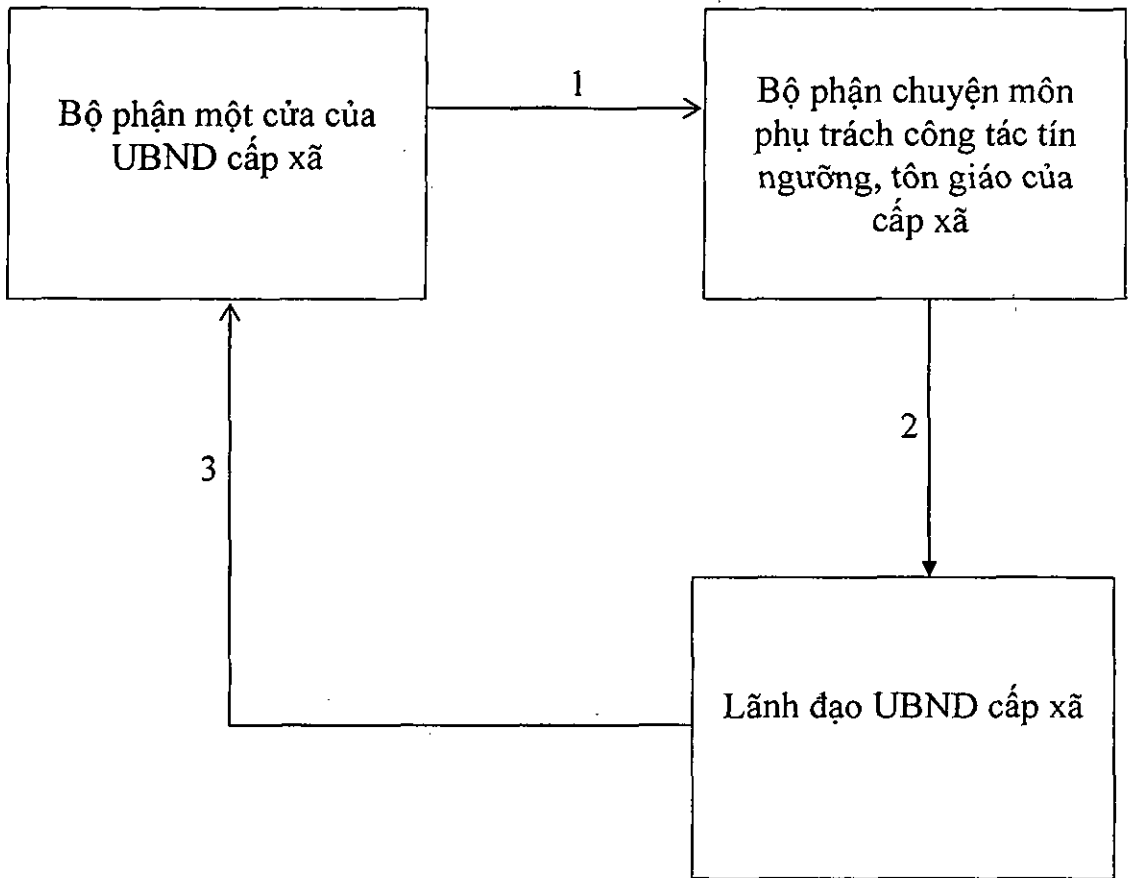 Bộ phận một cửa của
UBND cấp xã
1
Bộ phận chuyện môn
phụ trách công tác tín
ngưỡng, tôn giáo của
cấp xã
2
3
Lãnh đạo UBND cấp xã